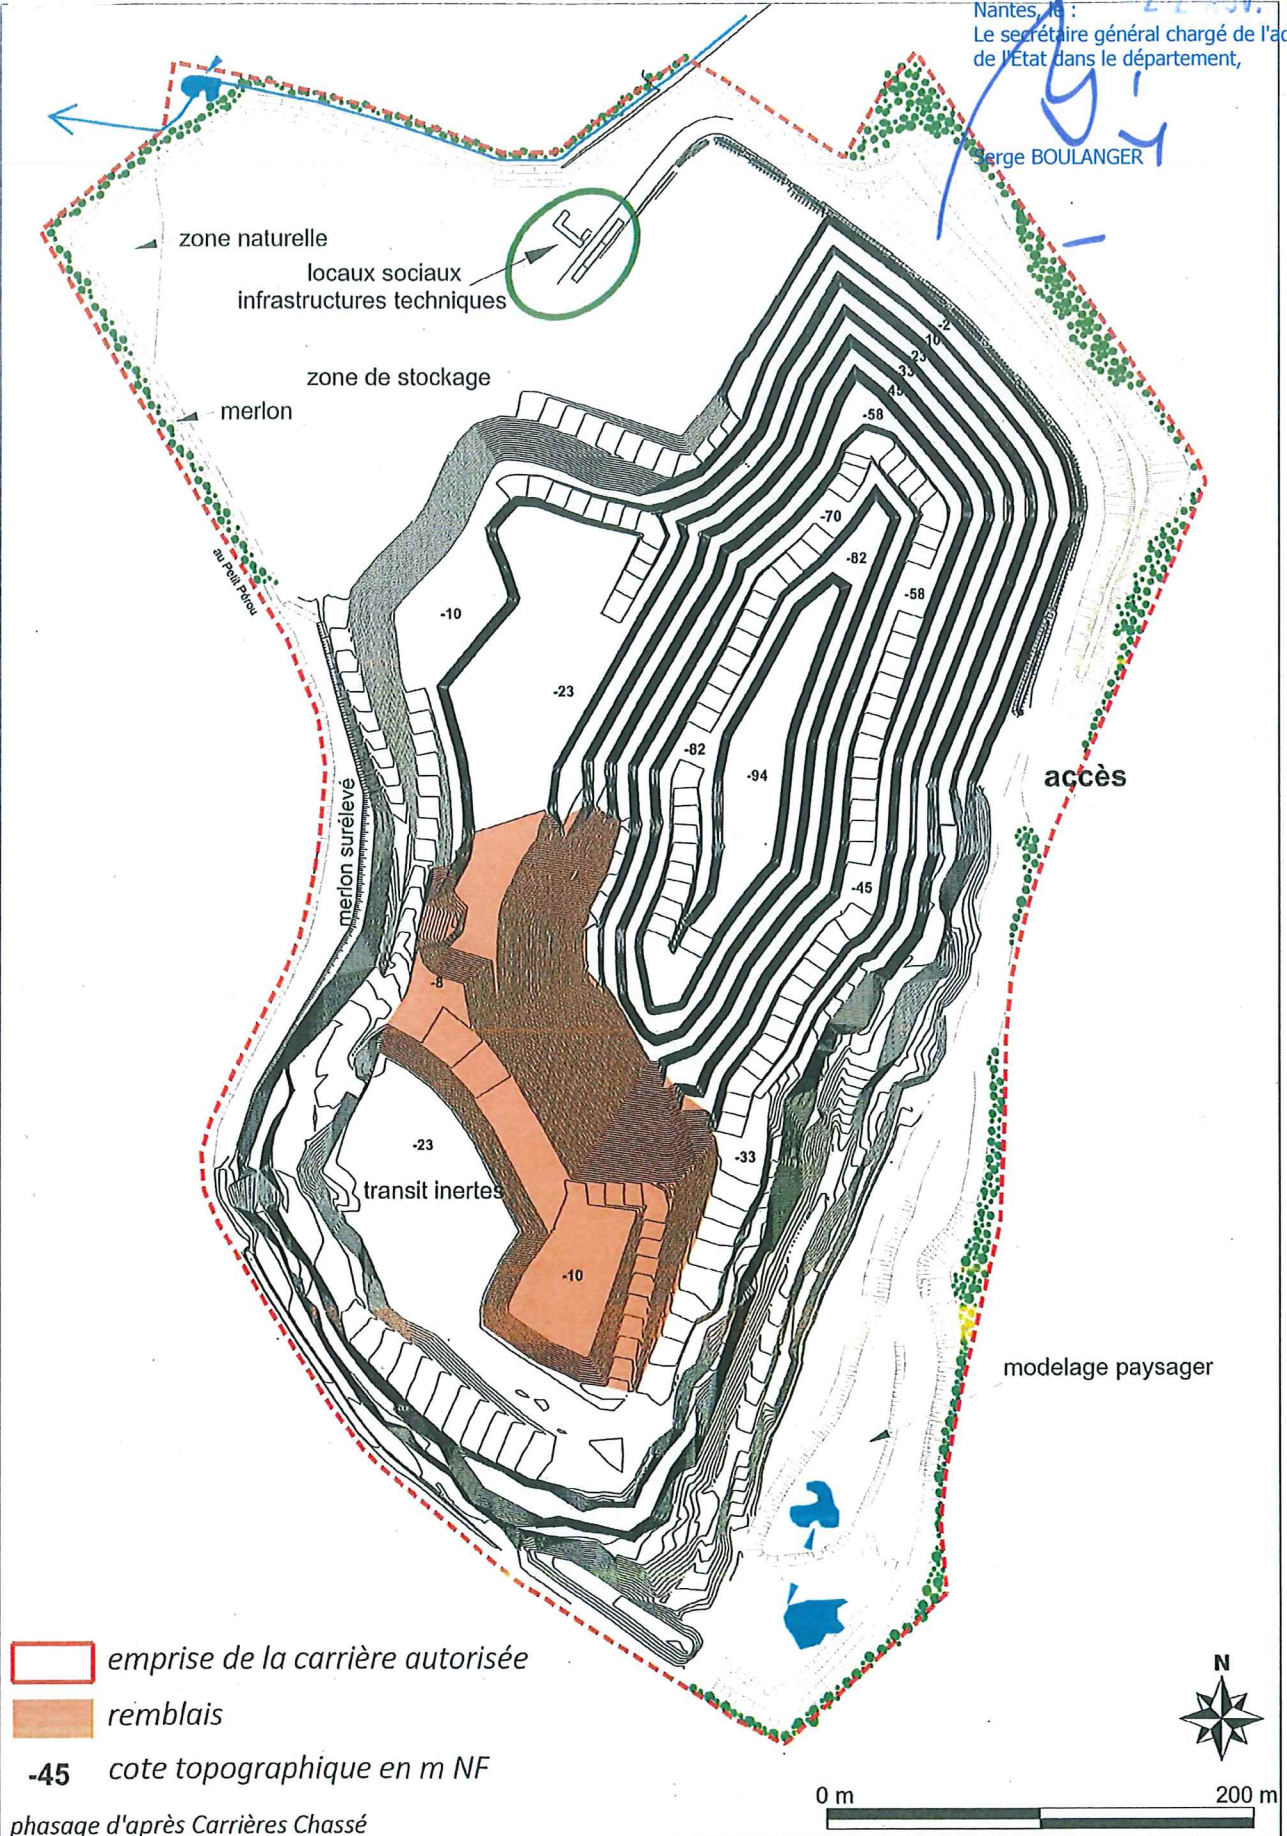 Nantes, le :
Le secrétaire général chargé de l'ad
de l'Etat dans le département,
Serge BOULANGER
zone naturelle
locaux sociaux
infrastructures techniques
zone de stockage
merlon
au Petit Pérou
-2
10
23
33
45
-58
-70
-82
-58
-10
-23
-82
-94
accès
merlon surélevé
-45
-8
-23
-33
transit inertes
-10
modelage paysager
emprise de la carrière autorisée
remblais
-45 cote topographique en m NF
phasage d'après Carrières Chassé
N
0 m 200 m